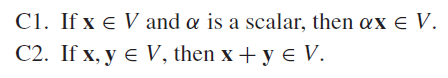 C1. If x ∈ V and α is a scalar, then αx ∈ V.
C2. If x, y ∈ V, then x + y ∈ V.